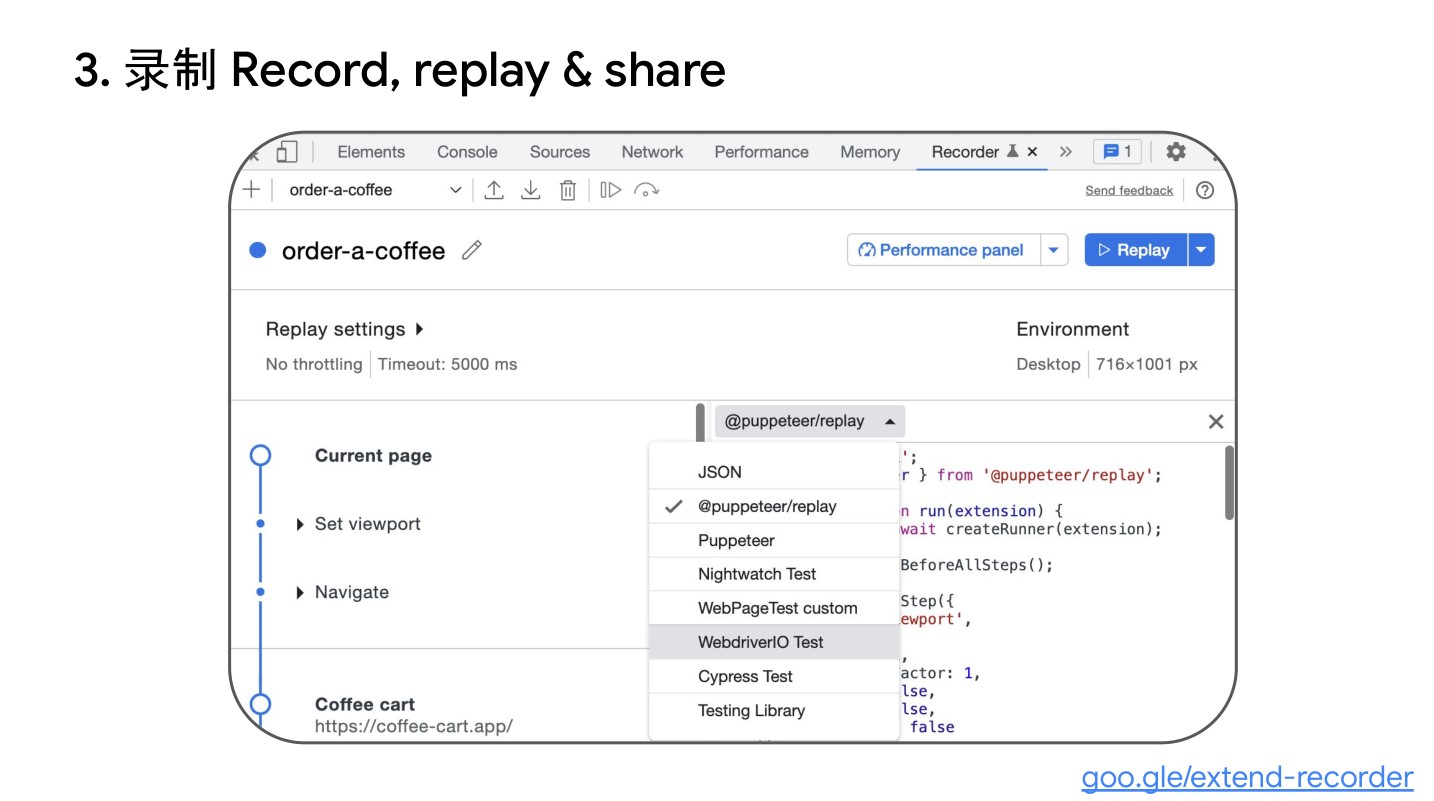 3. 录制 Record, replay & share
Elements Console Sources Network Performance Memory Recorder 1
order-a-coffee Send feedback
order-a-coffee Performance panel Replay
Replay settings Environment
No throttling Timeout: 5000 ms Desktop 716×1001 px
@puppeteer/replay
Current page
Set viewport
Navigate
Coffee cart
https://coffee-cart.app/
JSON
@puppeteer/replay
Puppeteer
Nightwatch Test
WebPageTest custom
WebdriverIO Test
Cypress Test
Testing Library
';
r } from '@puppeteer/replay';
n run(extension) {
wait createRunner(extension);
BeforeAllSteps();
Step({
ewport',
,
actor: 1,
lse,
lse,
false
goo.gle/extend-recorder